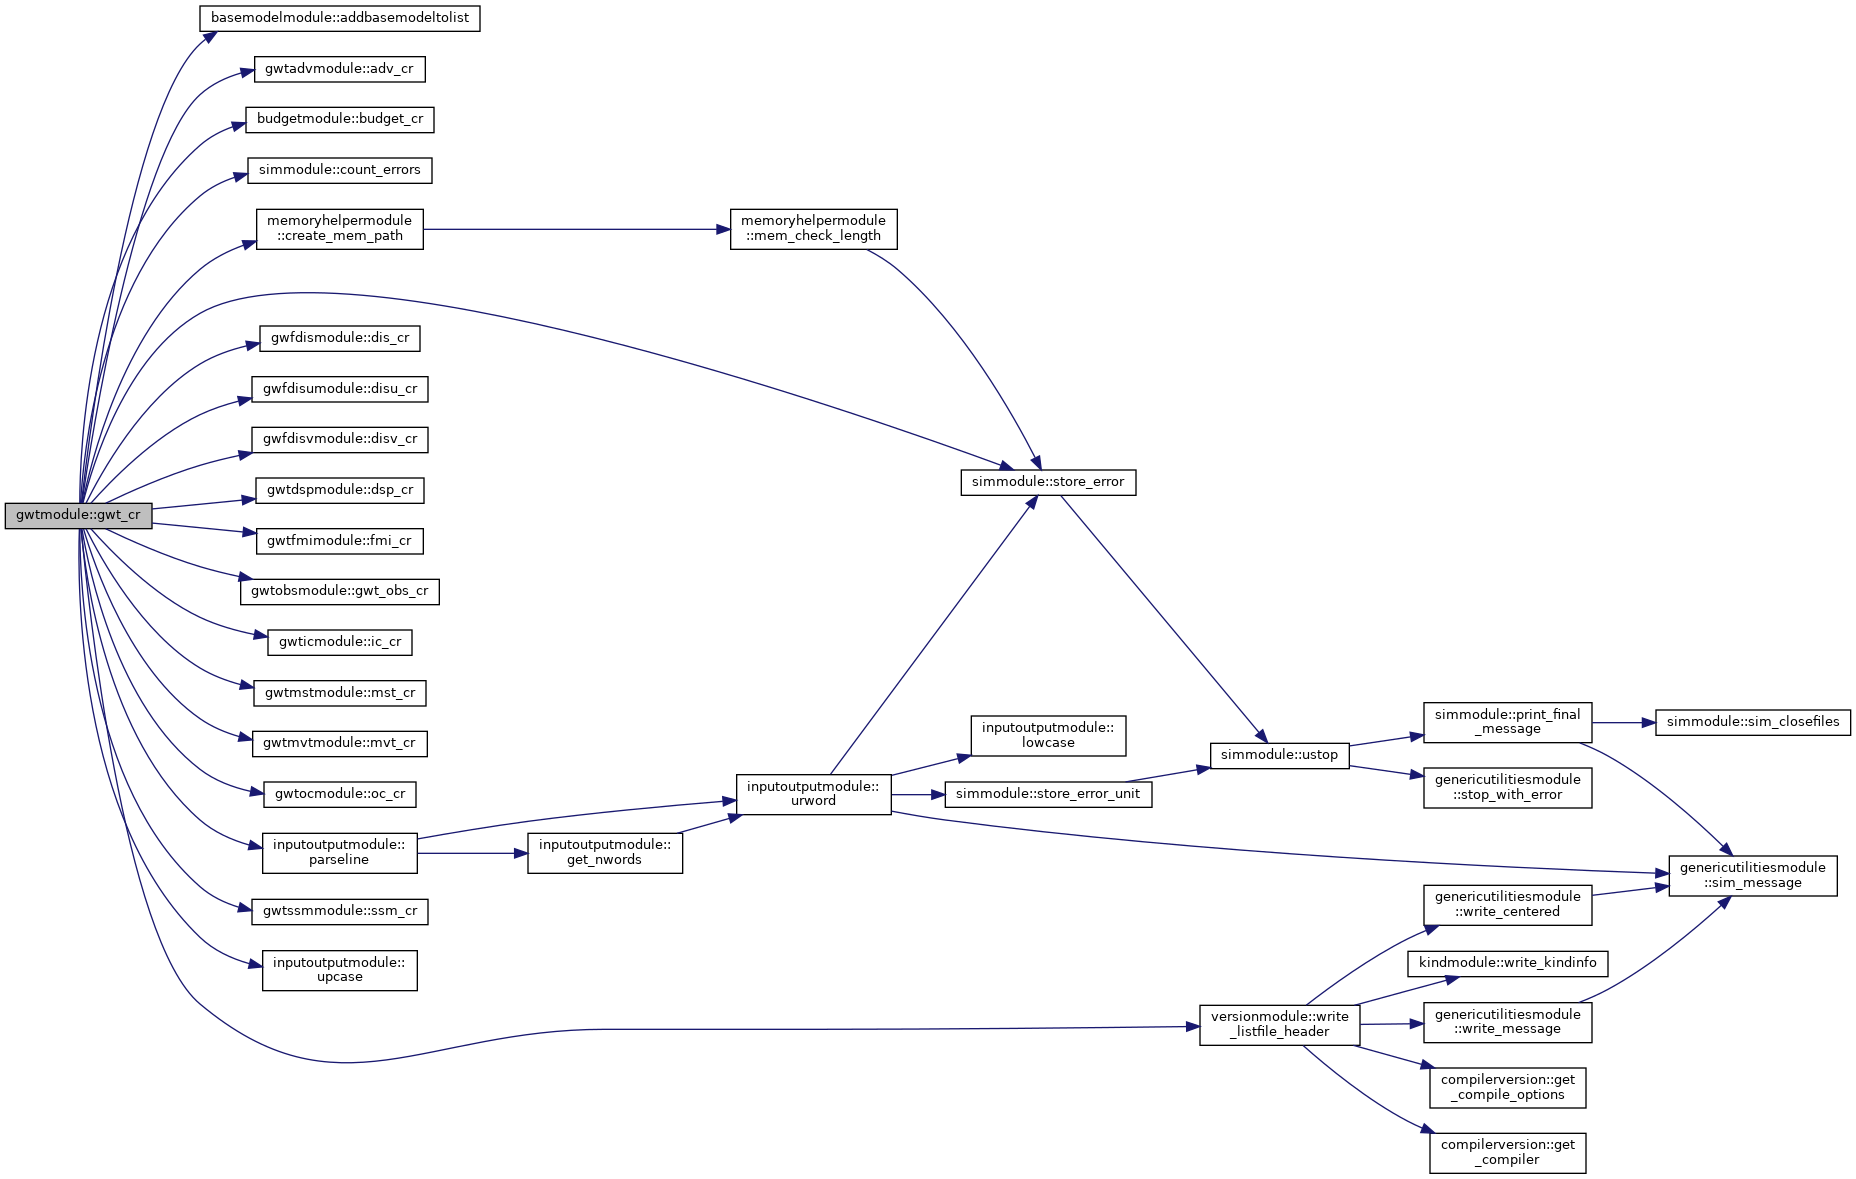 basemodelmodule::addbasemodeltolist
gwtadvmodule::adv_cr
budgetmodule::budget_cr
simmodule::count_errors
memoryhelpermodule
::create_mem_path
memoryhelpermodule
::mem_check_length
gwfdismodule::dis_cr
gwfdisumodule::disu_cr
gwfdisvmodule::disv_cr
gwtdspmodule::dsp_cr
simmodule::store_error
gwtmodule::gwt_cr
gwtfmimodule::fmi_cr
gwtobsmodule::gwt_obs_cr
gwticmodule::ic_cr
gwtmstmodule::mst_cr
gwtmvtmodule::mvt_cr
gwtocmodule::oc_cr
inputoutputmodule::
parseline
inputoutputmodule::
get_nwords
inputoutputmodule::
urword
inputoutputmodule::
lowcase
simmodule::store_error_unit
simmodule::ustop
simmodule::print_final
_message
simmodule::sim_closefiles
genericutilitiesmodule
::stop_with_error
genericutilitiesmodule
::sim_message
gwtssmmodule::ssm_cr
inputoutputmodule::
upcase
genericutilitiesmodule
::write_centered
kindmodule::write_kindinfo
versionmodule::write
_listfile_header
genericutilitiesmodule
::write_message
compilerversion::get
_compile_options
compilerversion::get
_compiler